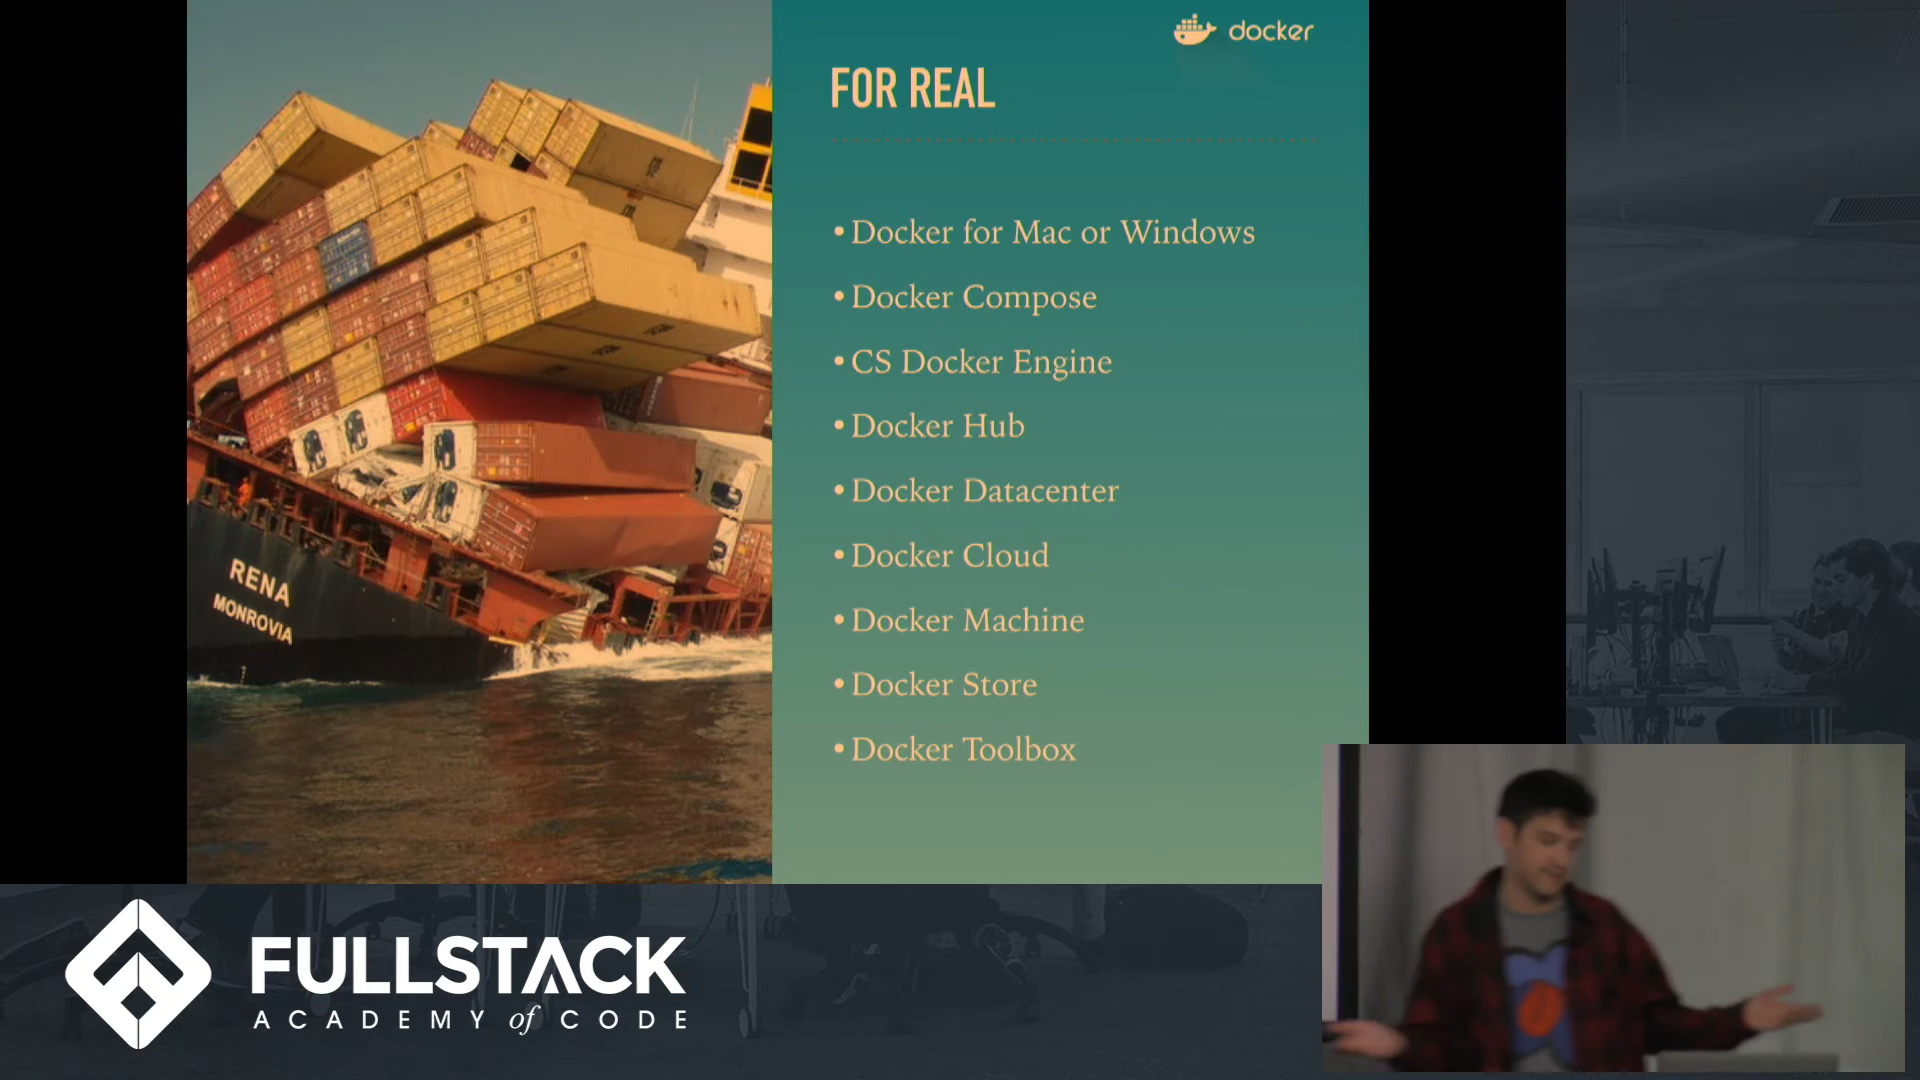 docker
FOR REAL
• Docker for Mac or Windows
• Docker Compose
• CS Docker Engine
• Docker Hub
• Docker Datacenter
• Docker Cloud
• Docker Machine
• Docker Store
• Docker Toolbox
RENA
MONROVIA
FULLSTACK
ACADEMY of CODE